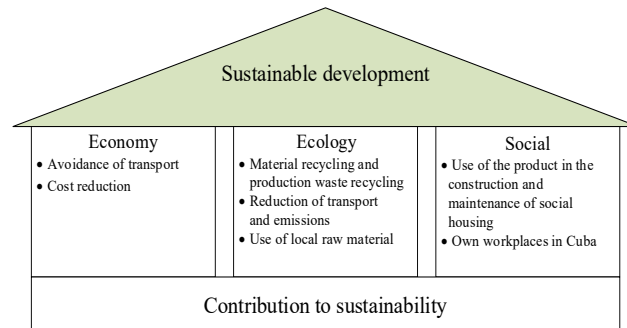 Sustainable development
Economy
• Avoidance of transport
• Cost reduction
Ecology
• Material recycling and
production waste recycling
• Reduction of transport
and emissions
• Use of local raw material
Social
• Use of the product in the
construction and
maintenance of social
housing
• Own workplaces in Cuba
Contribution to sustainability